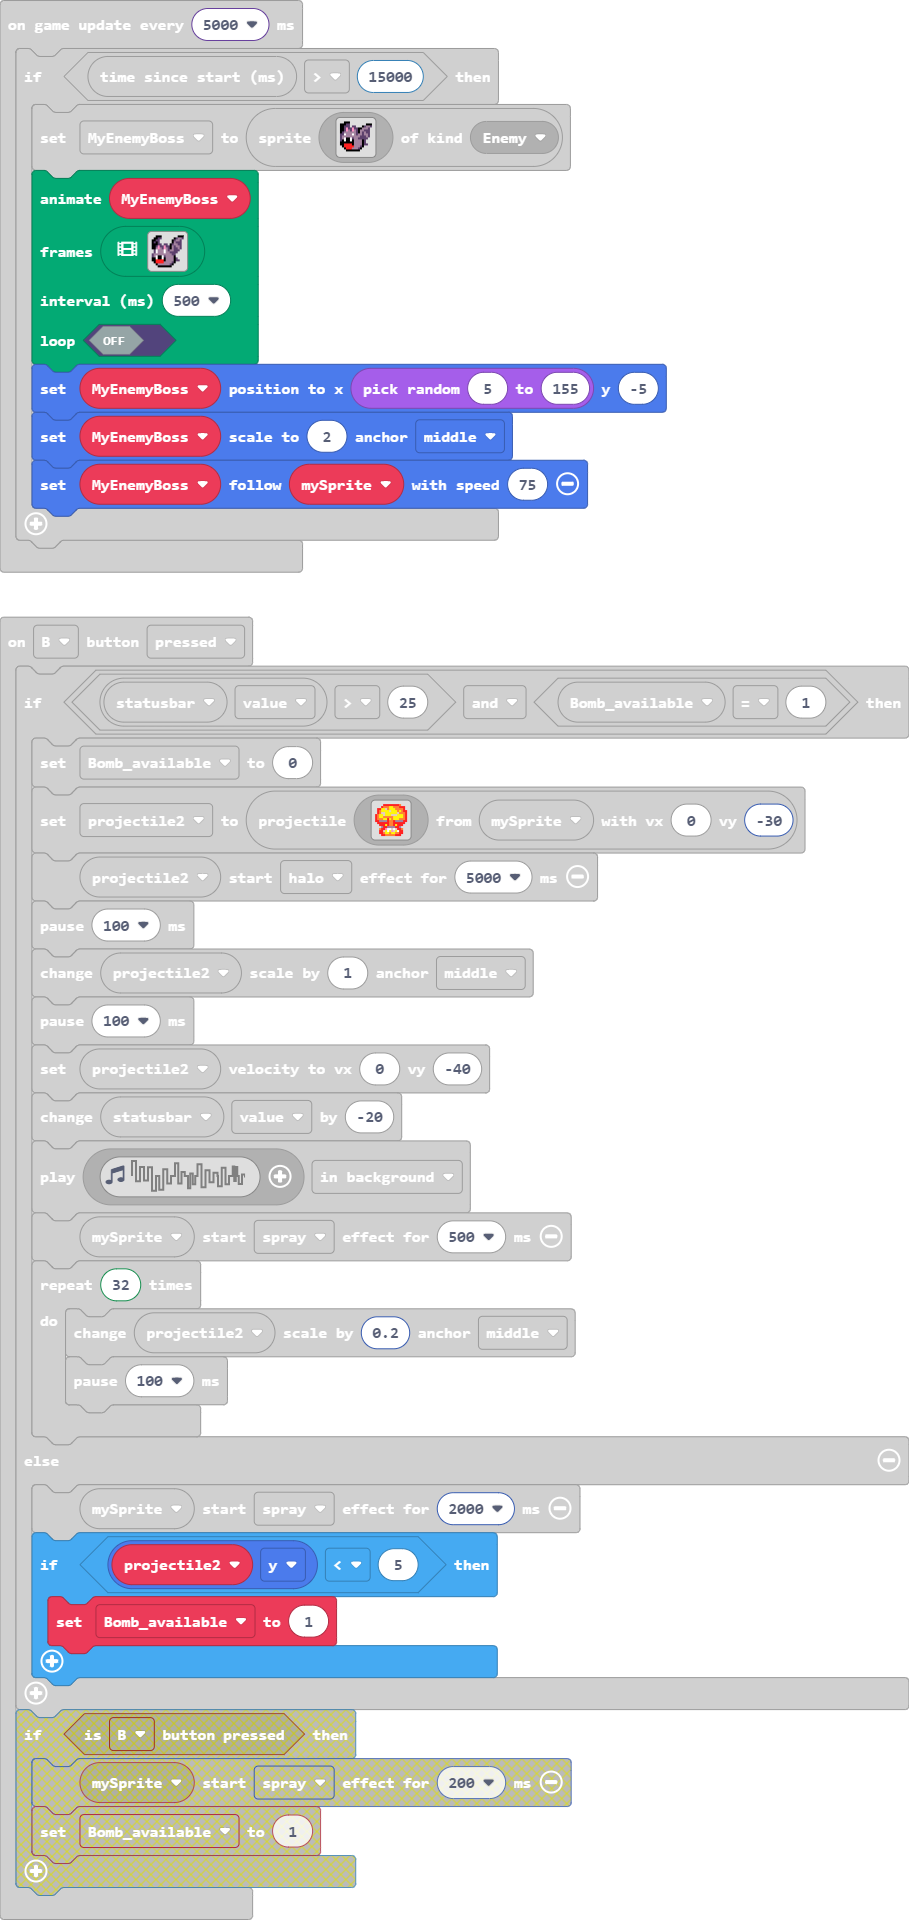 on game update every 5000 ms
if time since start (ms) > 15000 then
set MyEnemyBoss to sprite of kind Enemy
animate MyEnemyBoss
frames
interval (ms) 500
loop OFF
set MyEnemyBoss position to x pick random 5 to 155 y -5
set MyEnemyBoss scale to 2 anchor middle
set MyEnemyBoss follow mySprite with speed 75
on B button pressed
if statusbar value > 25 and Bomb_available = 1 then
set Bomb_available to 0
set projectile2 to projectile from mySprite with vx 0 vy -30
projectile2 start halo effect for 5000 ms
pause 100 ms
change projectile2 scale by 1 anchor middle
pause 100 ms
set projectile2 velocity to vx 0 vy -40
change statusbar value by -20
play in background
mySprite start spray effect for 500 ms
repeat 32 times
do
change projectile2 scale by 0.2 anchor middle
pause 100 ms
else
mySprite start spray effect for 2000 ms
if projectile2 y < 5 then
set Bomb_available to 1
if is B button pressed then
mySprite start spray effect for 200 ms
set Bomb_available to 1